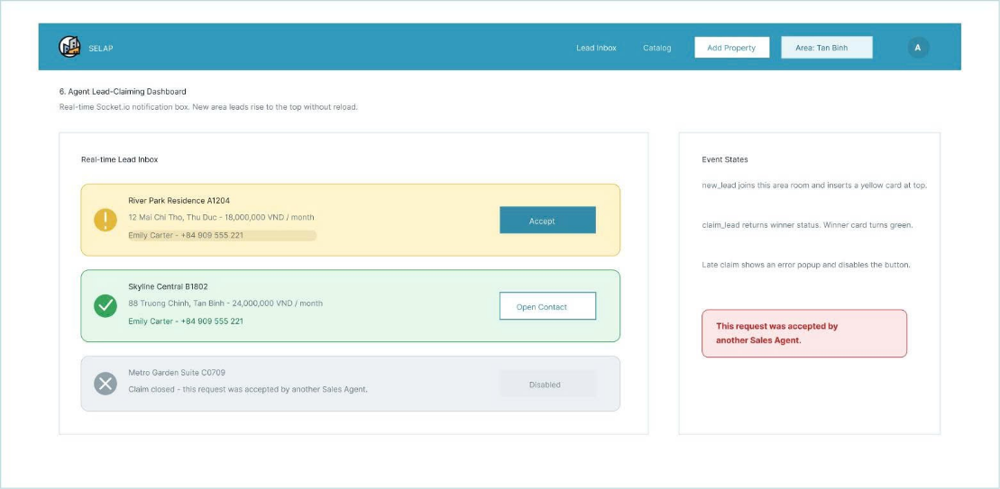 SELAP
Lead Inbox
Catalog
Add Property
Area: Tan Binh
A
6. Agent Lead-Claiming Dashboard
Real-time Socket.io notification box. New area leads rise to the top without reload.
Real-time Lead Inbox
River Park Residence A1204
12 Mai Chi Tho, Thu Duc - 18,000,000 VND / month
Emily Carter - +84 909 555 221
Accept
Skyline Central B1802
88 Truong Chinh, Tan Binh - 24,000,000 VND / month
Emily Carter - +84 909 555 221
Open Contact
Metro Garden Suite C0709
Claim closed - this request was accepted by another Sales Agent.
Disabled
Event States
new_lead joins this area room and inserts a yellow card at top.
claim_lead returns winner status. Winner card turns green.
Late claim shows an error popup and disables the button.
This request was accepted by
another Sales Agent.